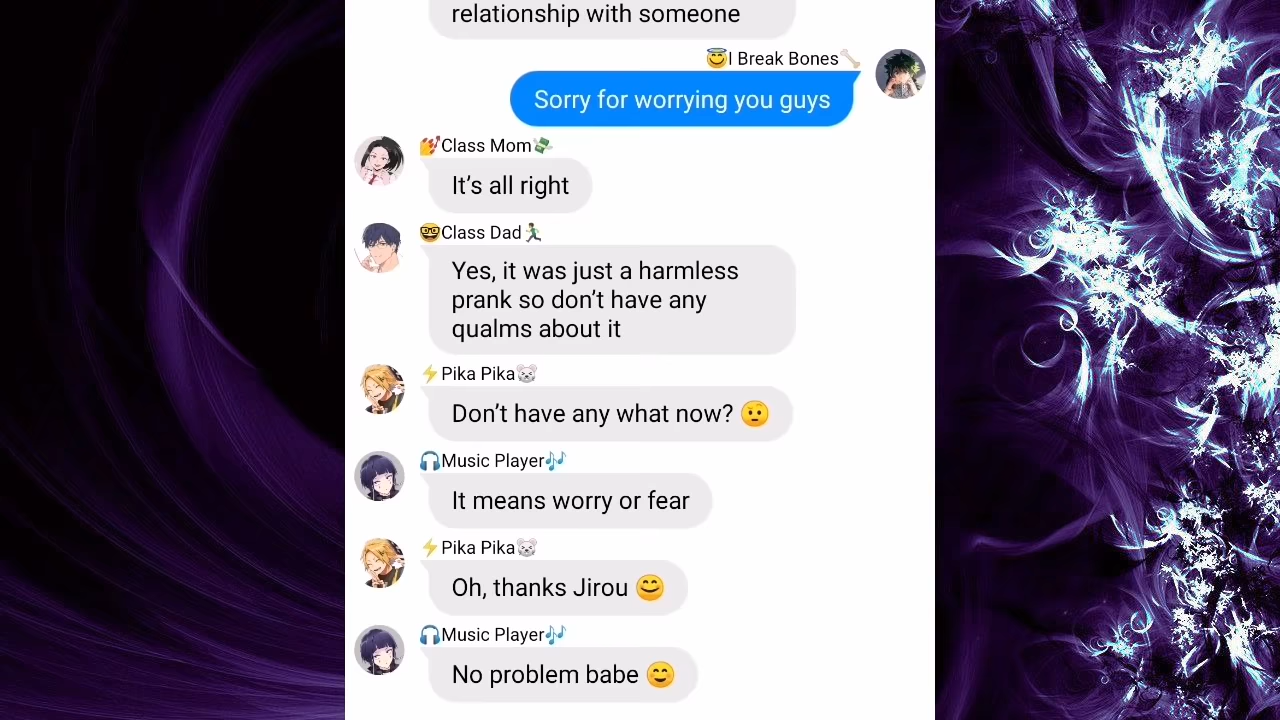 relationship with someone
😇I Break Bones🦴
Sorry for worrying you guys
💅Class Mom💸
It’s all right
🤓Class Dad🏃🏽‍♂️
Yes, it was just a harmless
prank so don’t have any
qualms about it
⚡Pika Pika🐭
Don’t have any what now? 🤨
🎧Music Player🎶
It means worry or fear
⚡Pika Pika🐭
Oh, thanks Jirou 😊
🎧Music Player🎶
No problem babe 😊